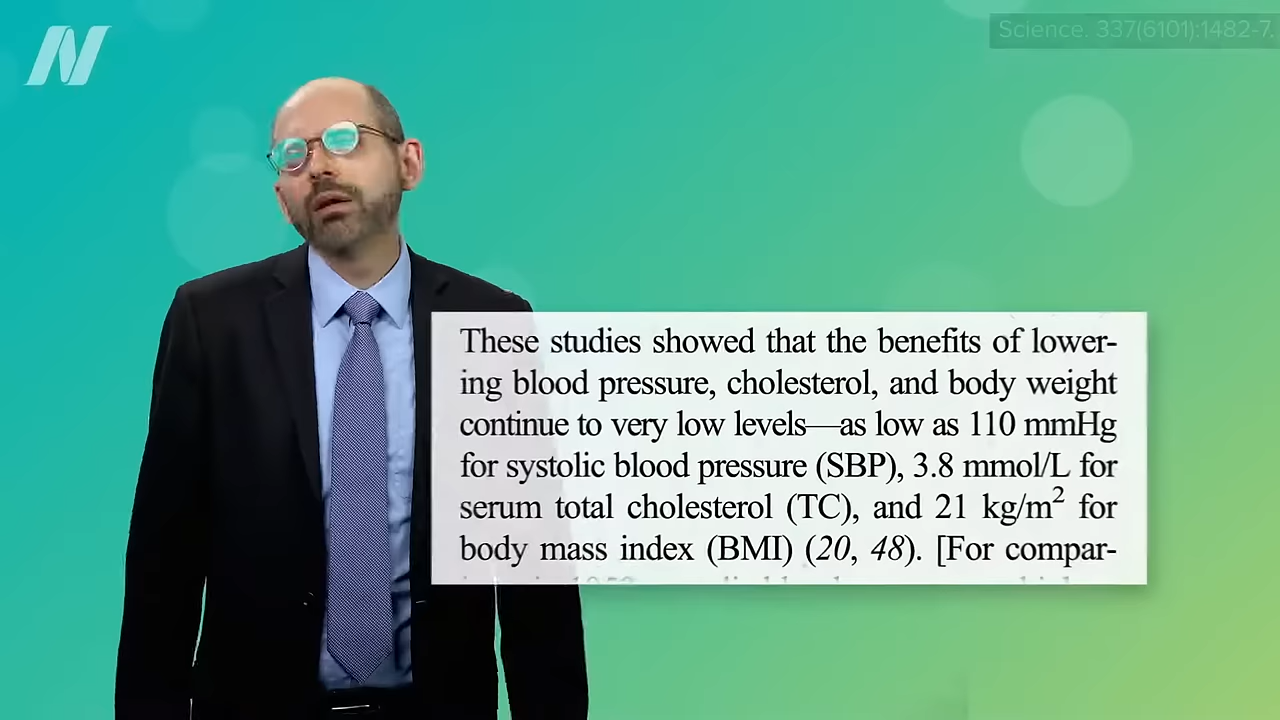 Science. 337(6101):1482-7.
These studies showed that the benefits of lower-
ing blood pressure, cholesterol, and body weight
continue to very low levels—as low as 110 mmHg
for systolic blood pressure (SBP), 3.8 mmol/L for
serum total cholesterol (TC), and 21 kg/m² for
body mass index (BMI) (20, 48). [For compar-